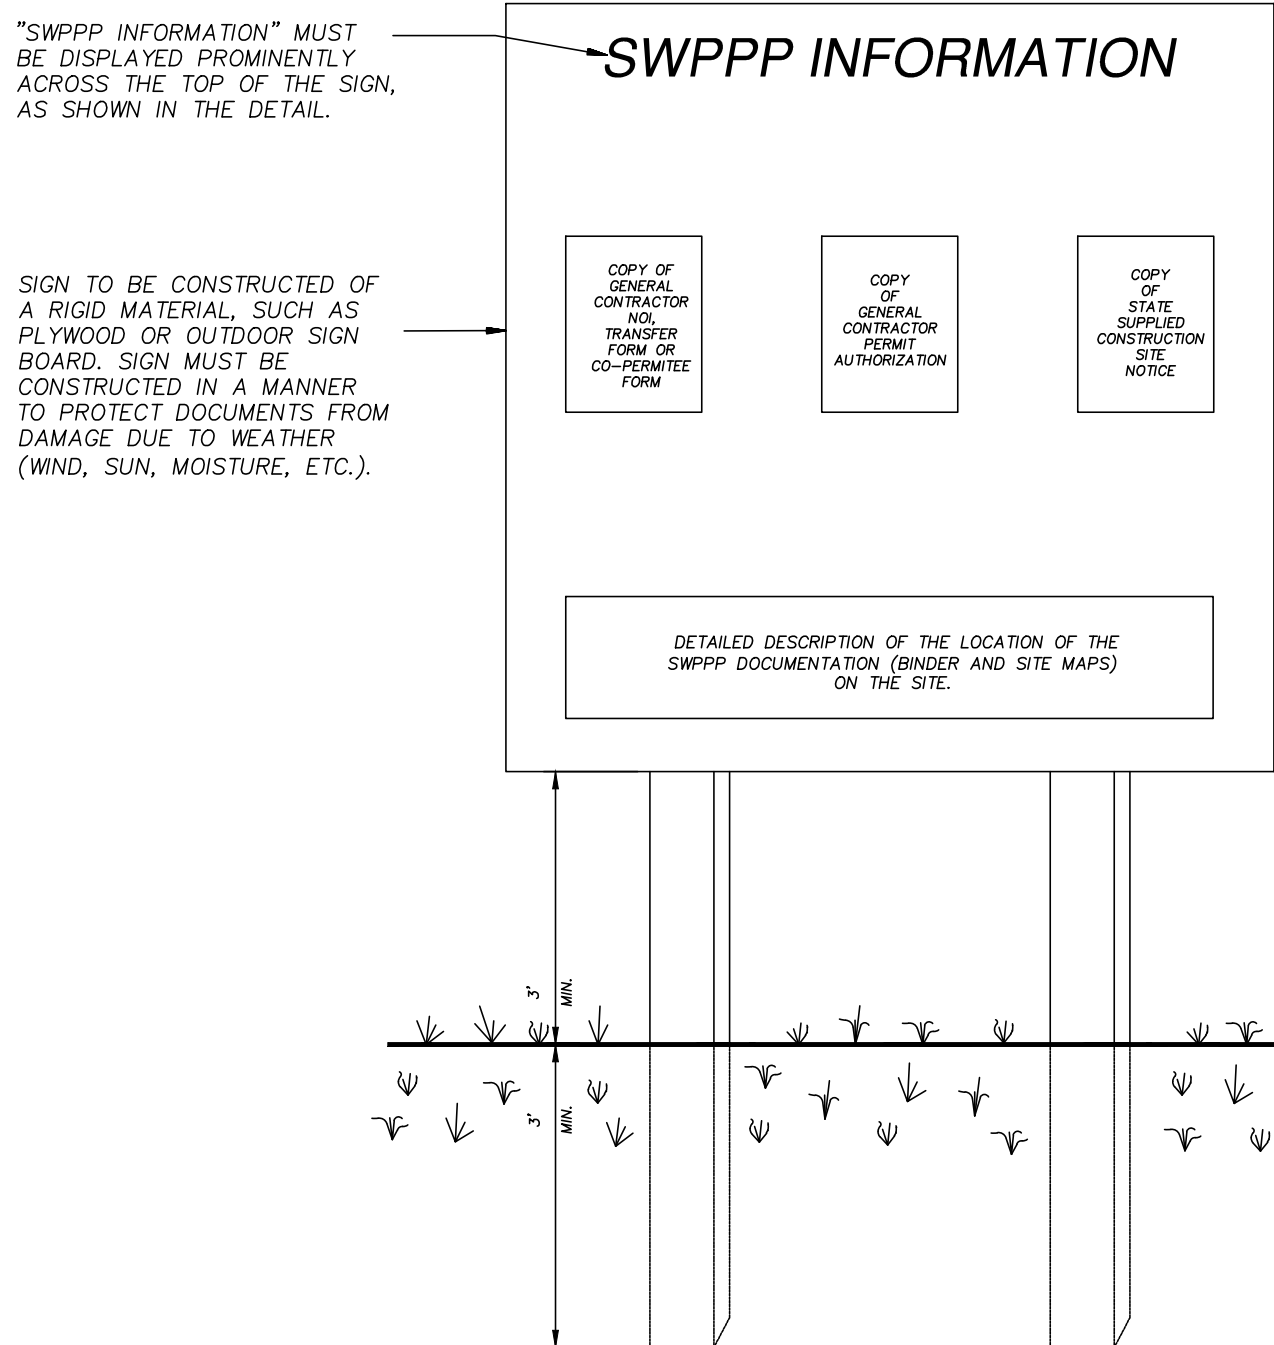 "SWPPP INFORMATION" MUST
BE DISPLAYED PROMINENTLY
ACROSS THE TOP OF THE SIGN,
AS SHOWN IN THE DETAIL.
SWPPP INFORMATION
SIGN TO BE CONSTRUCTED OF
A RIGID MATERIAL, SUCH AS
PLYWOOD OR OUTDOOR SIGN
BOARD. SIGN MUST BE
CONSTRUCTED IN A MANNER
TO PROTECT DOCUMENTS FROM
DAMAGE DUE TO WEATHER
(WIND, SUN, MOISTURE, ETC.).
COPY OF
GENERAL
CONTRACTOR
NOI,
TRANSFER
FORM OR
CO-PERMITEE
FORM
COPY
OF
GENERAL
CONTRACTOR
PERMIT
AUTHORIZATION
COPY
OF
STATE
SUPPLIED
CONSTRUCTION
SITE
NOTICE
DETAILED DESCRIPTION OF THE LOCATION OF THE
SWPPP DOCUMENTATION (BINDER AND SITE MAPS)
ON THE SITE.
3'
MIN.
3'
MIN.